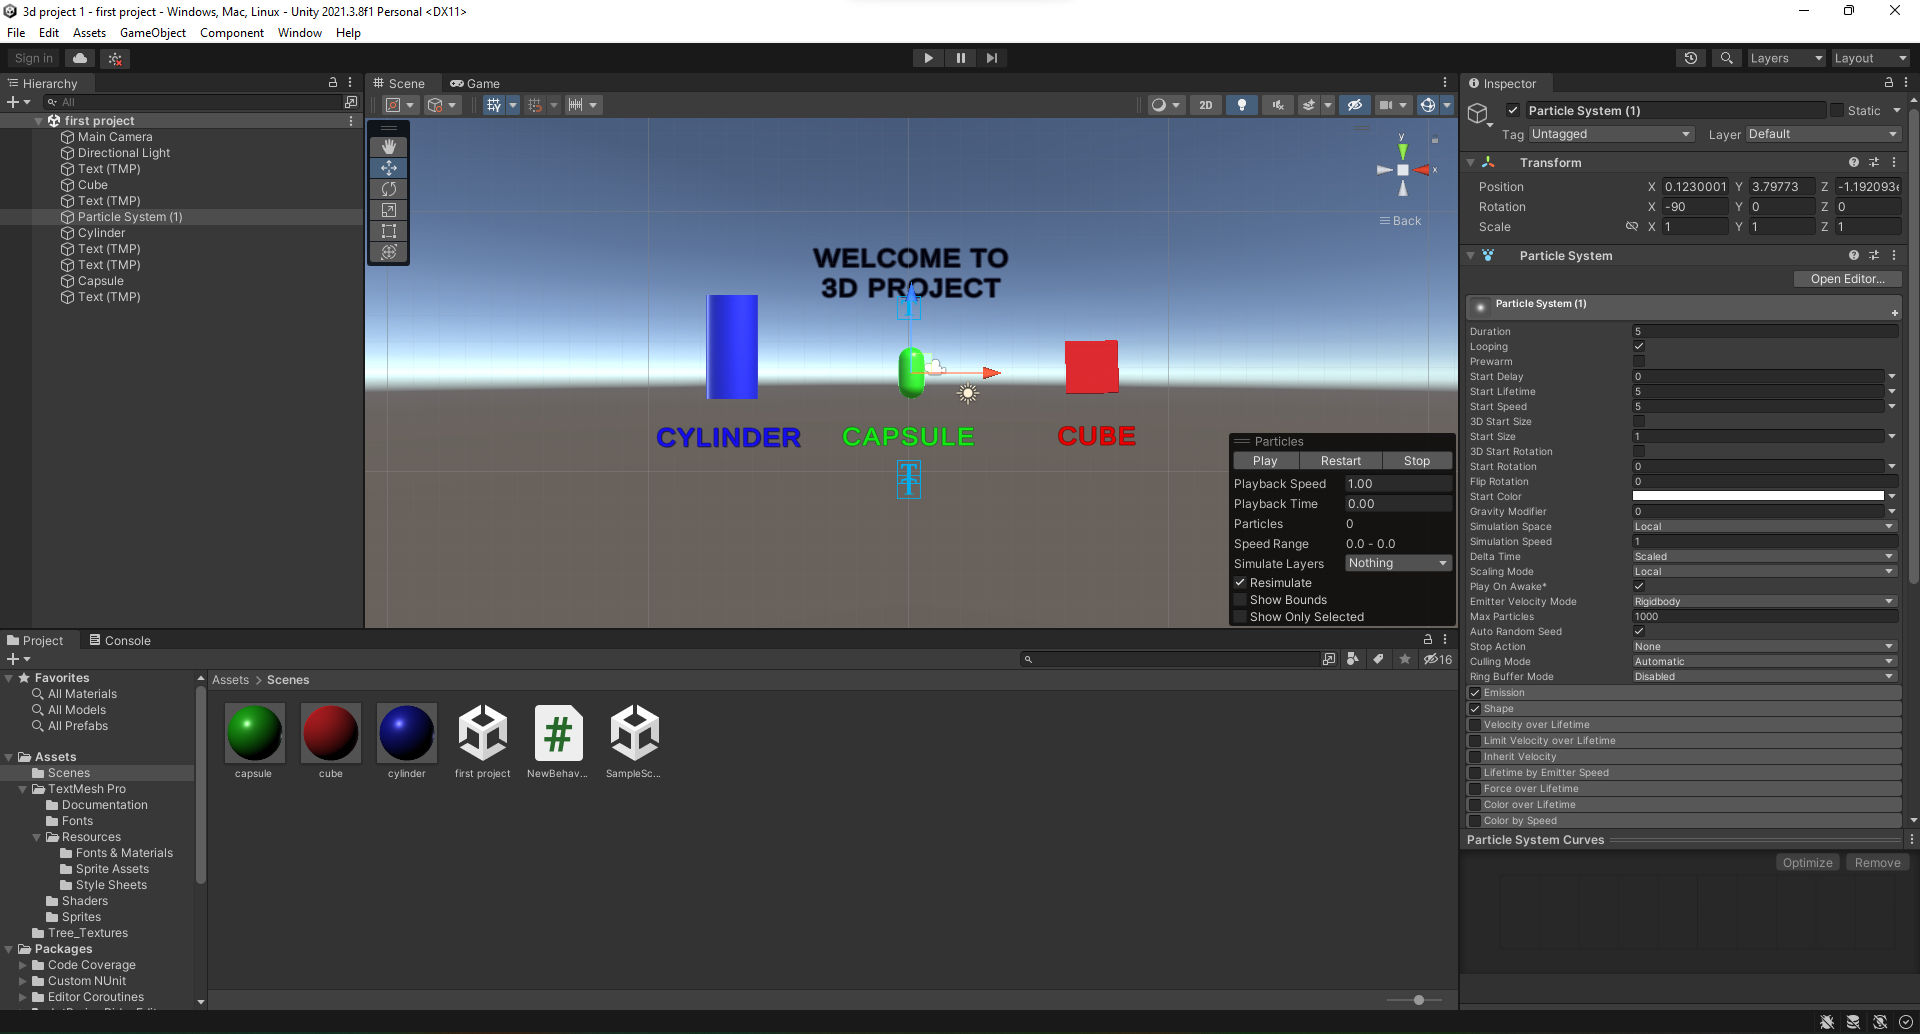 3d project 1 - first project - Windows, Mac, Linux - Unity 2021.3.8f1 Personal <DX11>
File Edit Assets GameObject Component Window Help
Sign in
Layers Layout
Hierarchy
All
first project
Main Camera
Directional Light
Text (TMP)
Cube
Text (TMP)
Particle System (1)
Cylinder
Text (TMP)
Text (TMP)
Capsule
Text (TMP)
Scene Game
2D
y
x
Back
WELCOME TO
3D PROJECT
CYLINDER CAPSULE CUBE
Particles
Play Restart Stop
Playback Speed 1.00
Playback Time 0.00
Particles 0
Speed Range 0.0 - 0.0
Simulate Layers Nothing
Resimulate
Show Bounds
Show Only Selected
Inspector
Particle System (1) Static
Tag Untagged Layer Default
Transform
Position X 0.1230001 Y 3.79773 Z -1.192093e
Rotation X -90 Y 0 Z 0
Scale X 1 Y 1 Z 1
Particle System
Open Editor...
Particle System (1)
Duration 5
Looping
Prewarm
Start Delay 0
Start Lifetime 5
Start Speed 5
3D Start Size
Start Size 1
3D Start Rotation
Start Rotation 0
Flip Rotation 0
Start Color
Gravity Modifier 0
Simulation Space Local
Simulation Speed 1
Delta Time Scaled
Scaling Mode Local
Play On Awake*
Emitter Velocity Mode Rigidbody
Max Particles 1000
Auto Random Seed
Stop Action None
Culling Mode Automatic
Ring Buffer Mode Disabled
Emission
Shape
Velocity over Lifetime
Limit Velocity over Lifetime
Inherit Velocity
Lifetime by Emitter Speed
Force over Lifetime
Color over Lifetime
Color by Speed
Particle System Curves
Optimize Remove
Project Console
16
Favorites
All Materials
All Models
All Prefabs
Assets
Scenes
TextMesh Pro
Documentation
Fonts
Resources
Fonts & Materials
Sprite Assets
Style Sheets
Shaders
Sprites
Tree_Textures
Packages
Code Coverage
Custom NUnit
Editor Coroutines
Assets > Scenes
capsule cube cylinder first project NewBehav... SampleSc...